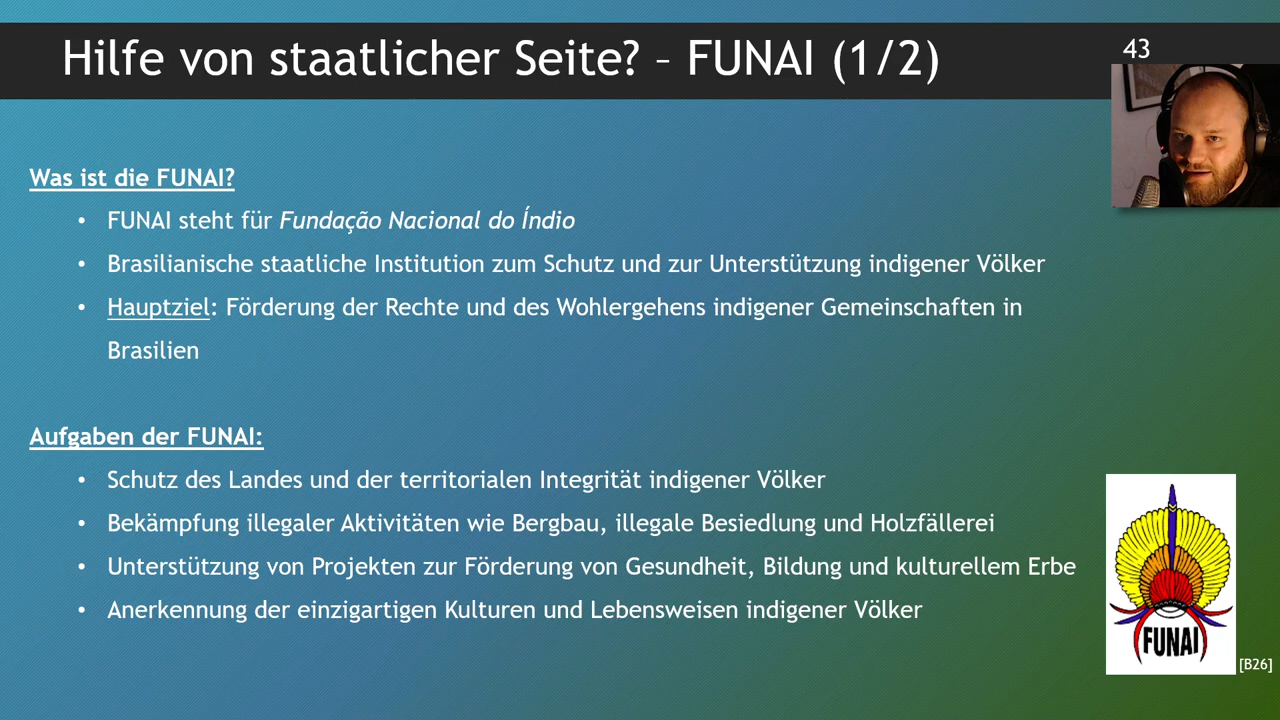 Hilfe von staatlicher Seite? – FUNAI (1/2)
43
Was ist die FUNAI?
• FUNAI steht für Fundação Nacional do Índio
• Brasilianische staatliche Institution zum Schutz und zur Unterstützung indigener Völker
• Hauptziel: Förderung der Rechte und des Wohlergehens indigener Gemeinschaften in
Brasilien
Aufgaben der FUNAI:
• Schutz des Landes und der territorialen Integrität indigener Völker
• Bekämpfung illegaler Aktivitäten wie Bergbau, illegale Besiedlung und Holzfällerei
• Unterstützung von Projekten zur Förderung von Gesundheit, Bildung und kulturellem Erbe
• Anerkennung der einzigartigen Kulturen und Lebensweisen indigener Völker
FUNAI
[B26]